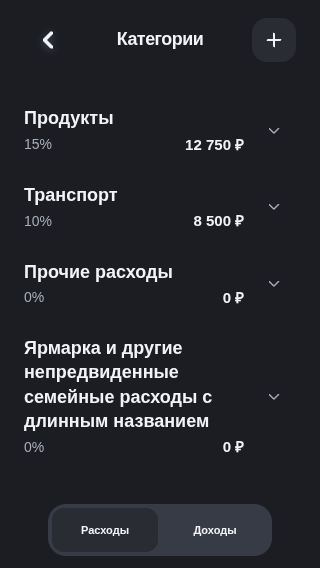 Категории
Продукты
15%
12 750 ₽
Транспорт
10%
8 500 ₽
Прочие расходы
0%
0 ₽
Ярмарка и другие
непредвиденные
семейные расходы с
длинным названием
0%
0 ₽
Расходы
Доходы